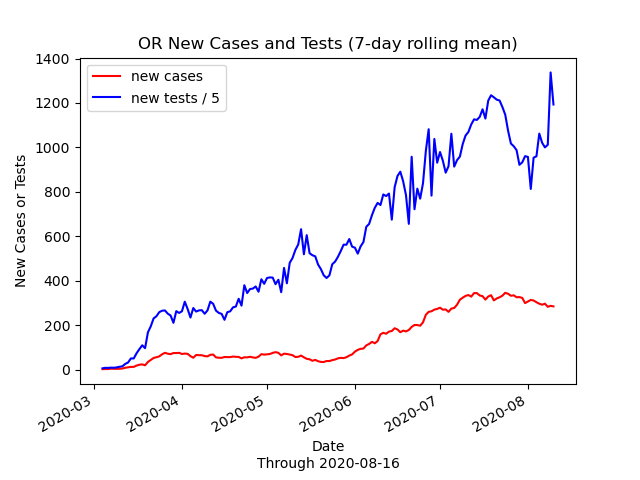 OR New Cases and Tests (7-day rolling mean)
new cases
new tests / 5
New Cases or Tests
1400
1200
1000
800
600
400
200
0
2020-03
2020-04
2020-05
2020-06
2020-07
2020-08
Date
Through 2020-08-16